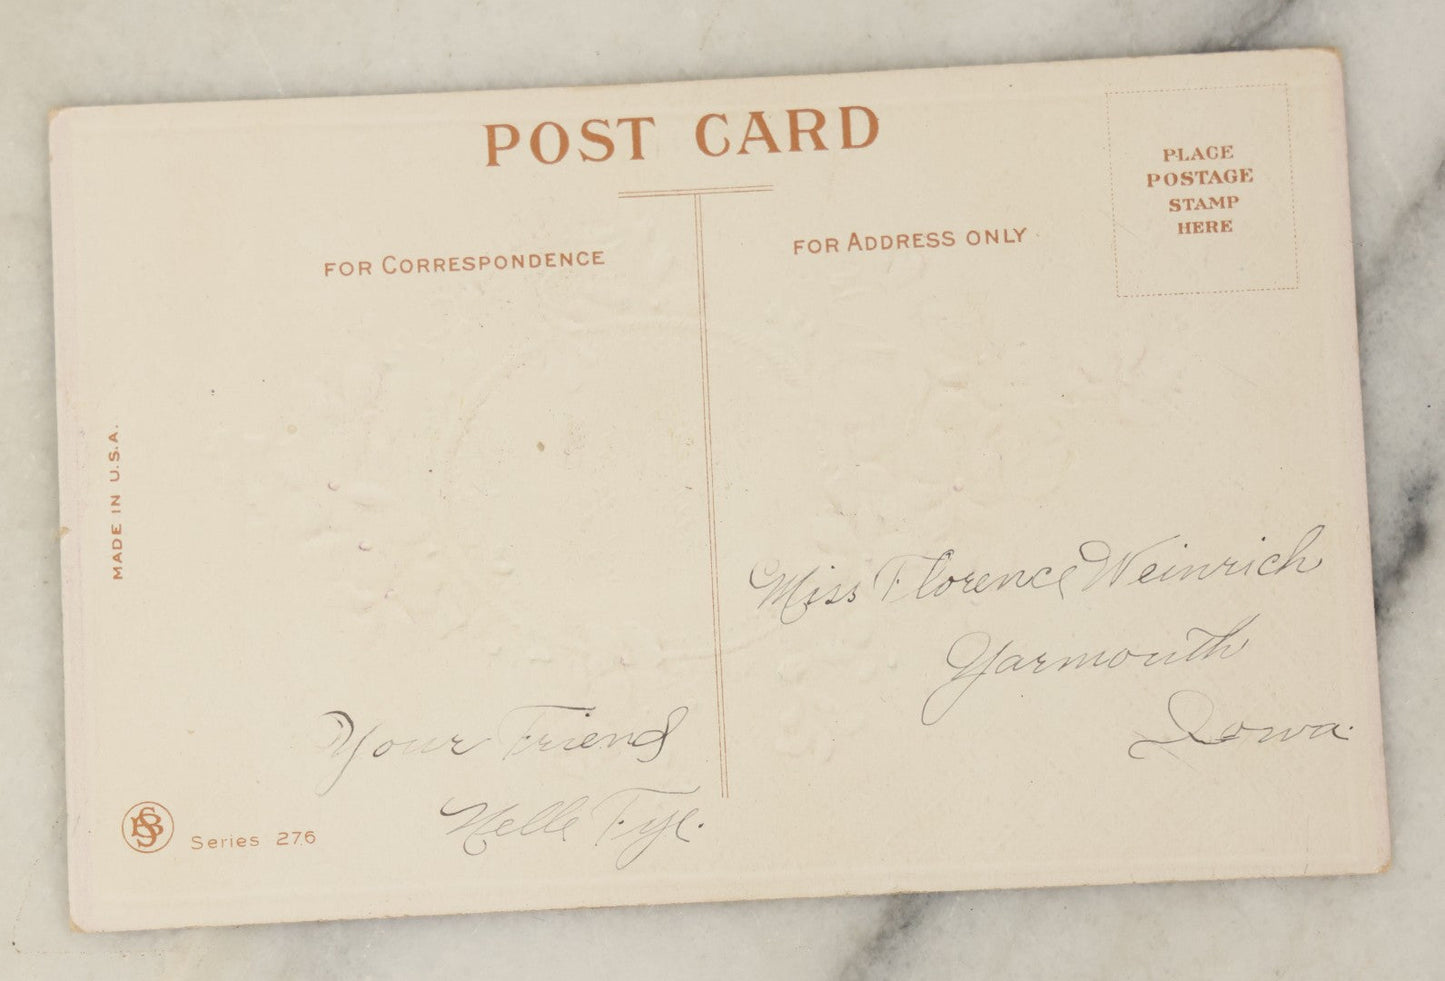 POST CARD
PLACE
POSTAGE
STAMP
HERE
FOR CORRESPONDENCE
FOR ADDRESS ONLY
MADE IN U.S.A.
Miss Florence Weinrich
Yarmouth
Iowa.
Your Friend
Nelle Fye.
Series 276